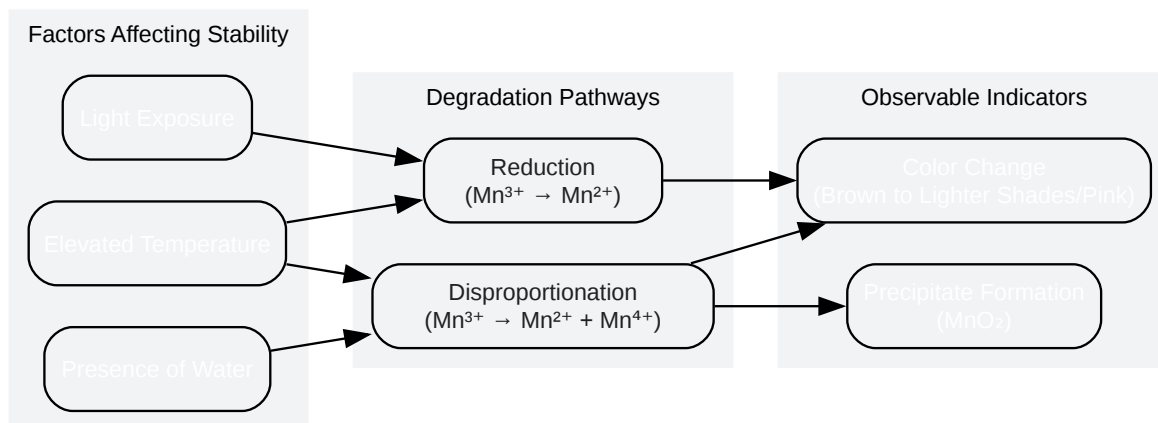 Factors Affecting Stability
Light Exposure
Elevated Temperature
Presence of Water
Degradation Pathways
Reduction
(Mn³⁺ → Mn²⁺)
Disproportionation
(Mn³⁺ → Mn²⁺ + Mn⁴⁺)
Observable Indicators
Color Change
(Brown to Lighter Shades/Pink)
Precipitate Formation
(MnO₂)